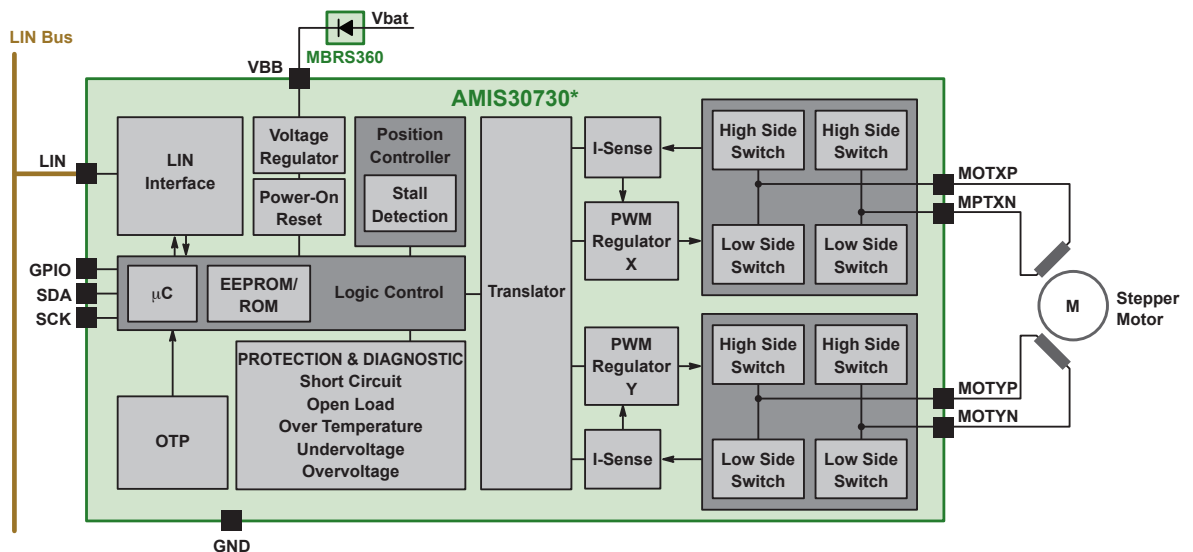 LIN Bus
Vbat
MBRS360
VBB
AMIS30730*
LIN
LIN
Interface
Voltage
Regulator
Power-On
Reset
Position
Controller
Stall
Detection
GPIO
SDA
SCK
μC
EEPROM/
ROM
Logic Control
OTP
PROTECTION & DIAGNOSTIC
Short Circuit
Open Load
Over Temperature
Undervoltage
Overvoltage
GND
Translator
I-Sense
PWM
Regulator
X
High Side
Switch
High Side
Switch
Low Side
Switch
Low Side
Switch
PWM
Regulator
Y
I-Sense
High Side
Switch
High Side
Switch
Low Side
Switch
Low Side
Switch
MOTXP
MPTXN
MOTYP
MOTYN
M
Stepper
Motor